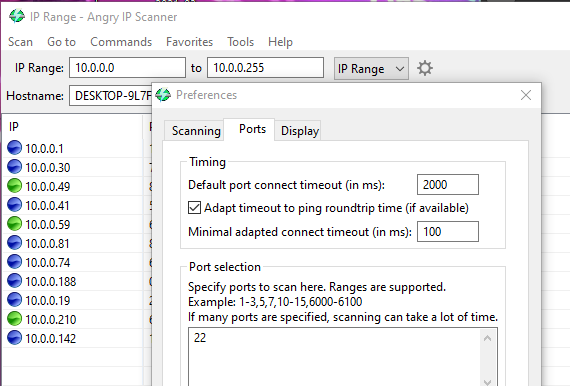 IP Range - Angry IP Scanner
Scan Go to Commands Favorites Tools Help
IP Range: 10.0.0.0 to 10.0.0.255 IP Range
Hostname: DESKTOP-9L7F
Preferences
IP
Scanning Ports Display
10.0.0.1
10.0.0.30
10.0.0.49
10.0.0.41
10.0.0.59
10.0.0.81
10.0.0.74
10.0.0.188
10.0.0.19
10.0.0.210
10.0.0.142
Timing
Default port connect timeout (in ms): 2000
Adapt timeout to ping roundtrip time (if available)
Minimal adapted connect timeout (in ms): 100
Port selection
Specify ports to scan here. Ranges are supported.
Example: 1-3,5,7,10-15,6000-6100
If many ports are specified, scanning can take a lot of time.
22